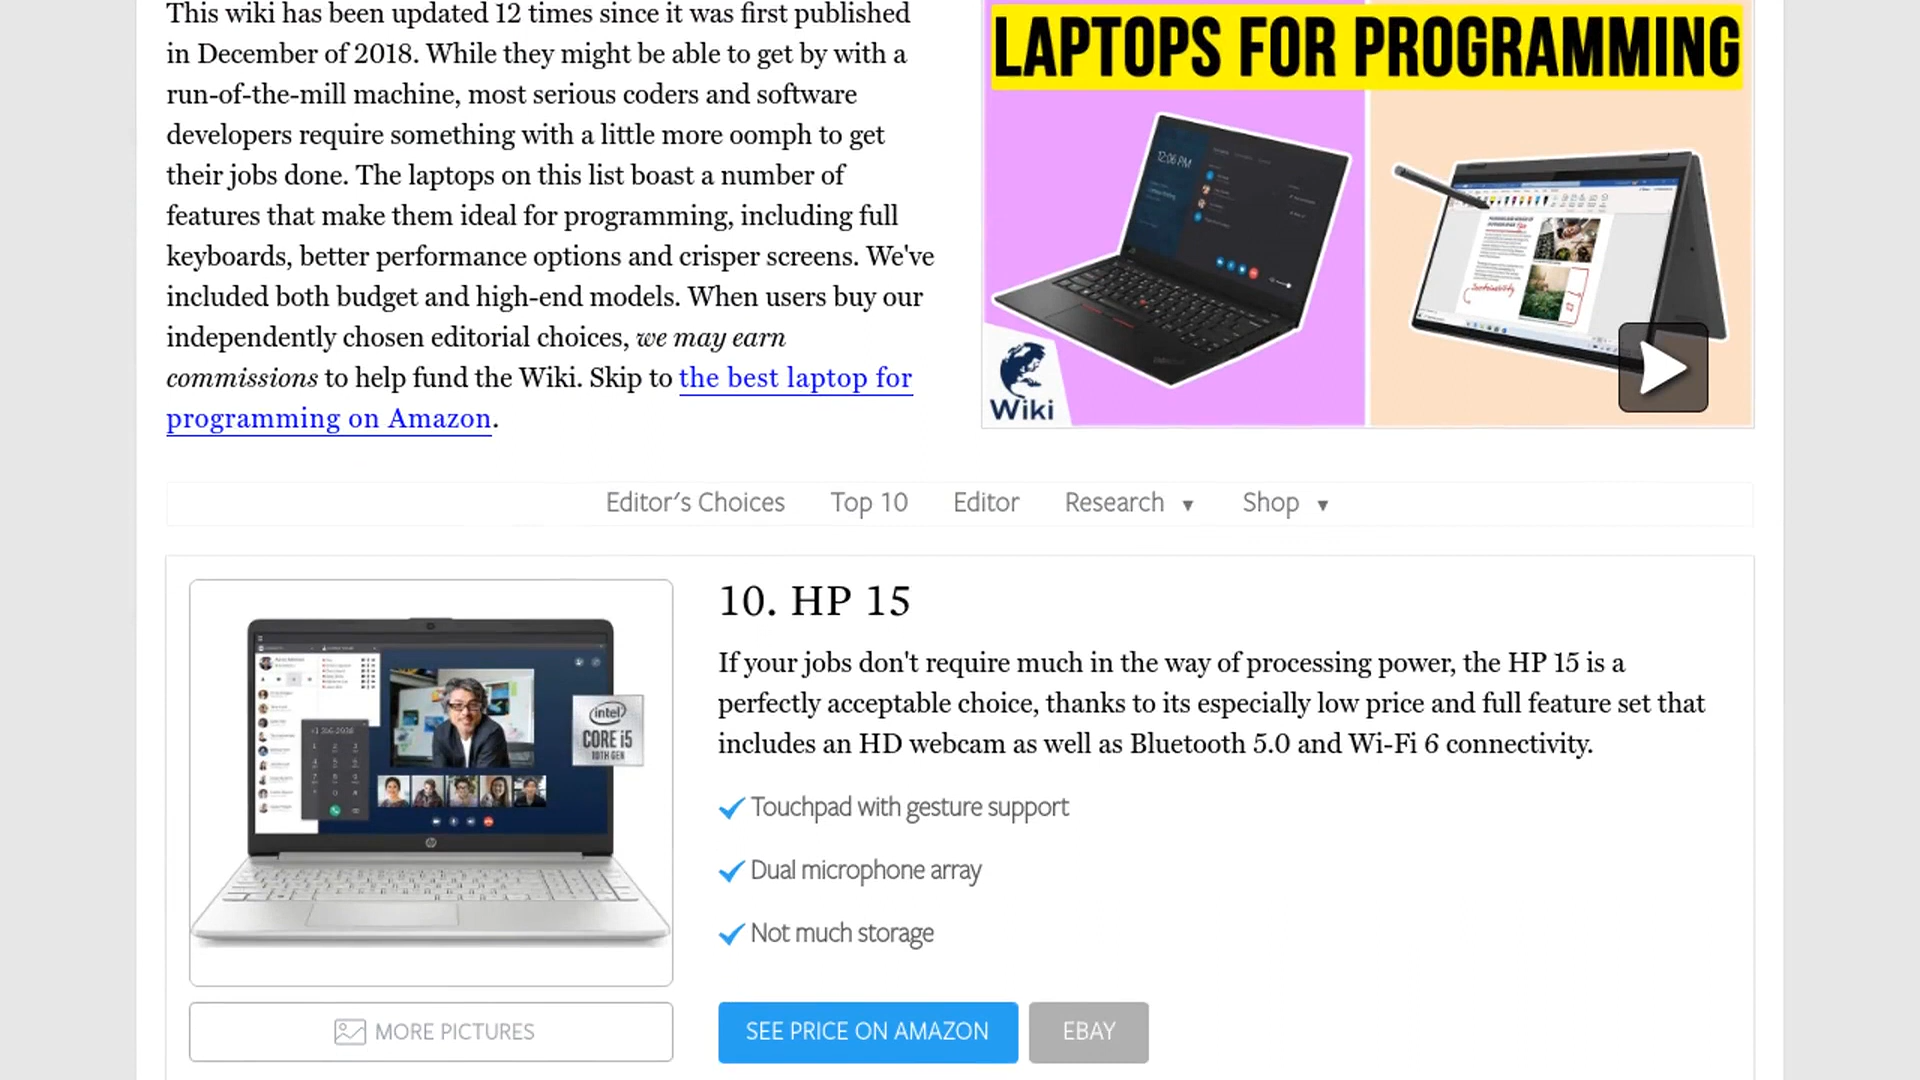 This wiki has been updated 12 times since it was first published
in December of 2018. While they might be able to get by with a
run-of-the-mill machine, most serious coders and software
developers require something with a little more oomph to get
their jobs done. The laptops on this list boast a number of
features that make them ideal for programming, including full
keyboards, better performance options and crisper screens. We've
included both budget and high-end models. When users buy our
independently chosen editorial choices, we may earn
commissions to help fund the Wiki. Skip to the best laptop for
programming on Amazon.
LAPTOPS FOR PROGRAMMING
12:06 PM
Wiki
Editor's Choices
Top 10
Editor
Research ▼
Shop ▼
intel
CORE i5
10TH GEN
hp
MORE PICTURES
10. HP 15
If your jobs don't require much in the way of processing power, the HP 15 is a
perfectly acceptable choice, thanks to its especially low price and full feature set that
includes an HD webcam as well as Bluetooth 5.0 and Wi-Fi 6 connectivity.
Touchpad with gesture support
Dual microphone array
Not much storage
SEE PRICE ON AMAZON
EBAY